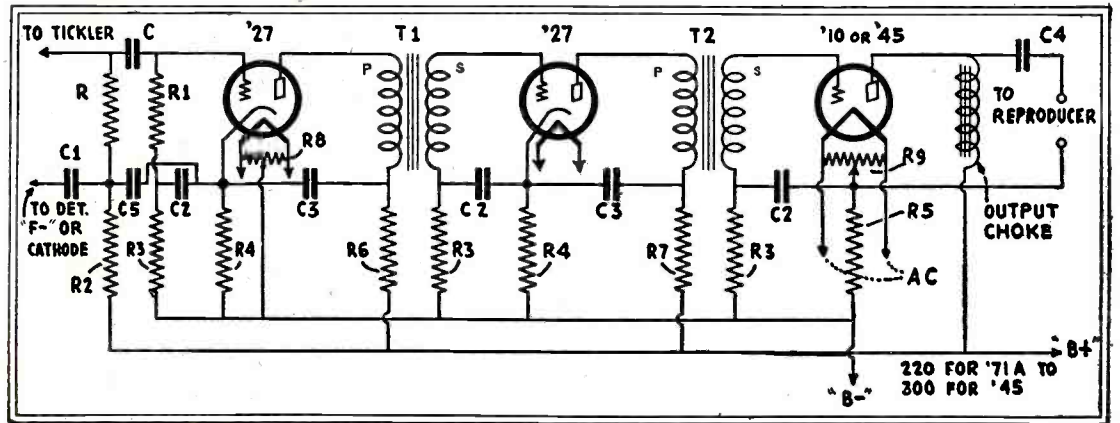 TO TICKLER
C
'27
T1
'27
T2
'10 OR '45
C4
P
S
P
S
R
R1
TO
REPRODUCER
R8
R9
C1
C5
C2
C3
C2
C3
C2
TO DET.
"F-" OR
CATHODE
R5
OUTPUT
CHOKE
R2
R3
R4
R6
R3
R4
R7
R3
AC
"B+"
220 FOR '71A TO
300 FOR '45
"B-"